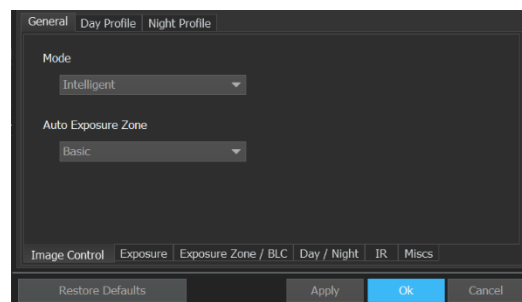 General Day Profile Night Profile
Mode
Intelligent
Auto Exposure Zone
Basic
Image Control Exposure Exposure Zone / BLC Day / Night IR Miscs
Restore Defaults Apply Ok Cancel